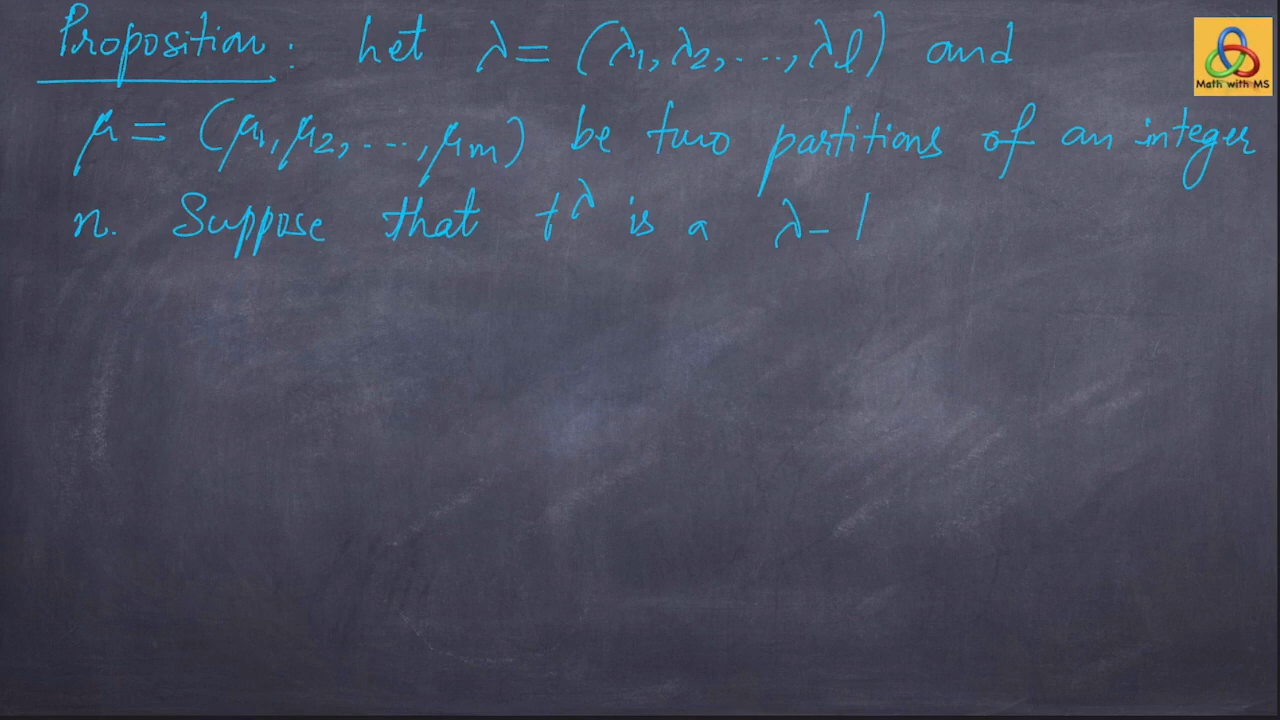 Proposition: Let λ = (λ₁, λ₂, ..., λl) and
Math with MS
μ = (μ₁, μ₂, ..., μm) be two partitions of an integer
n. Suppose that t^λ is a λ-